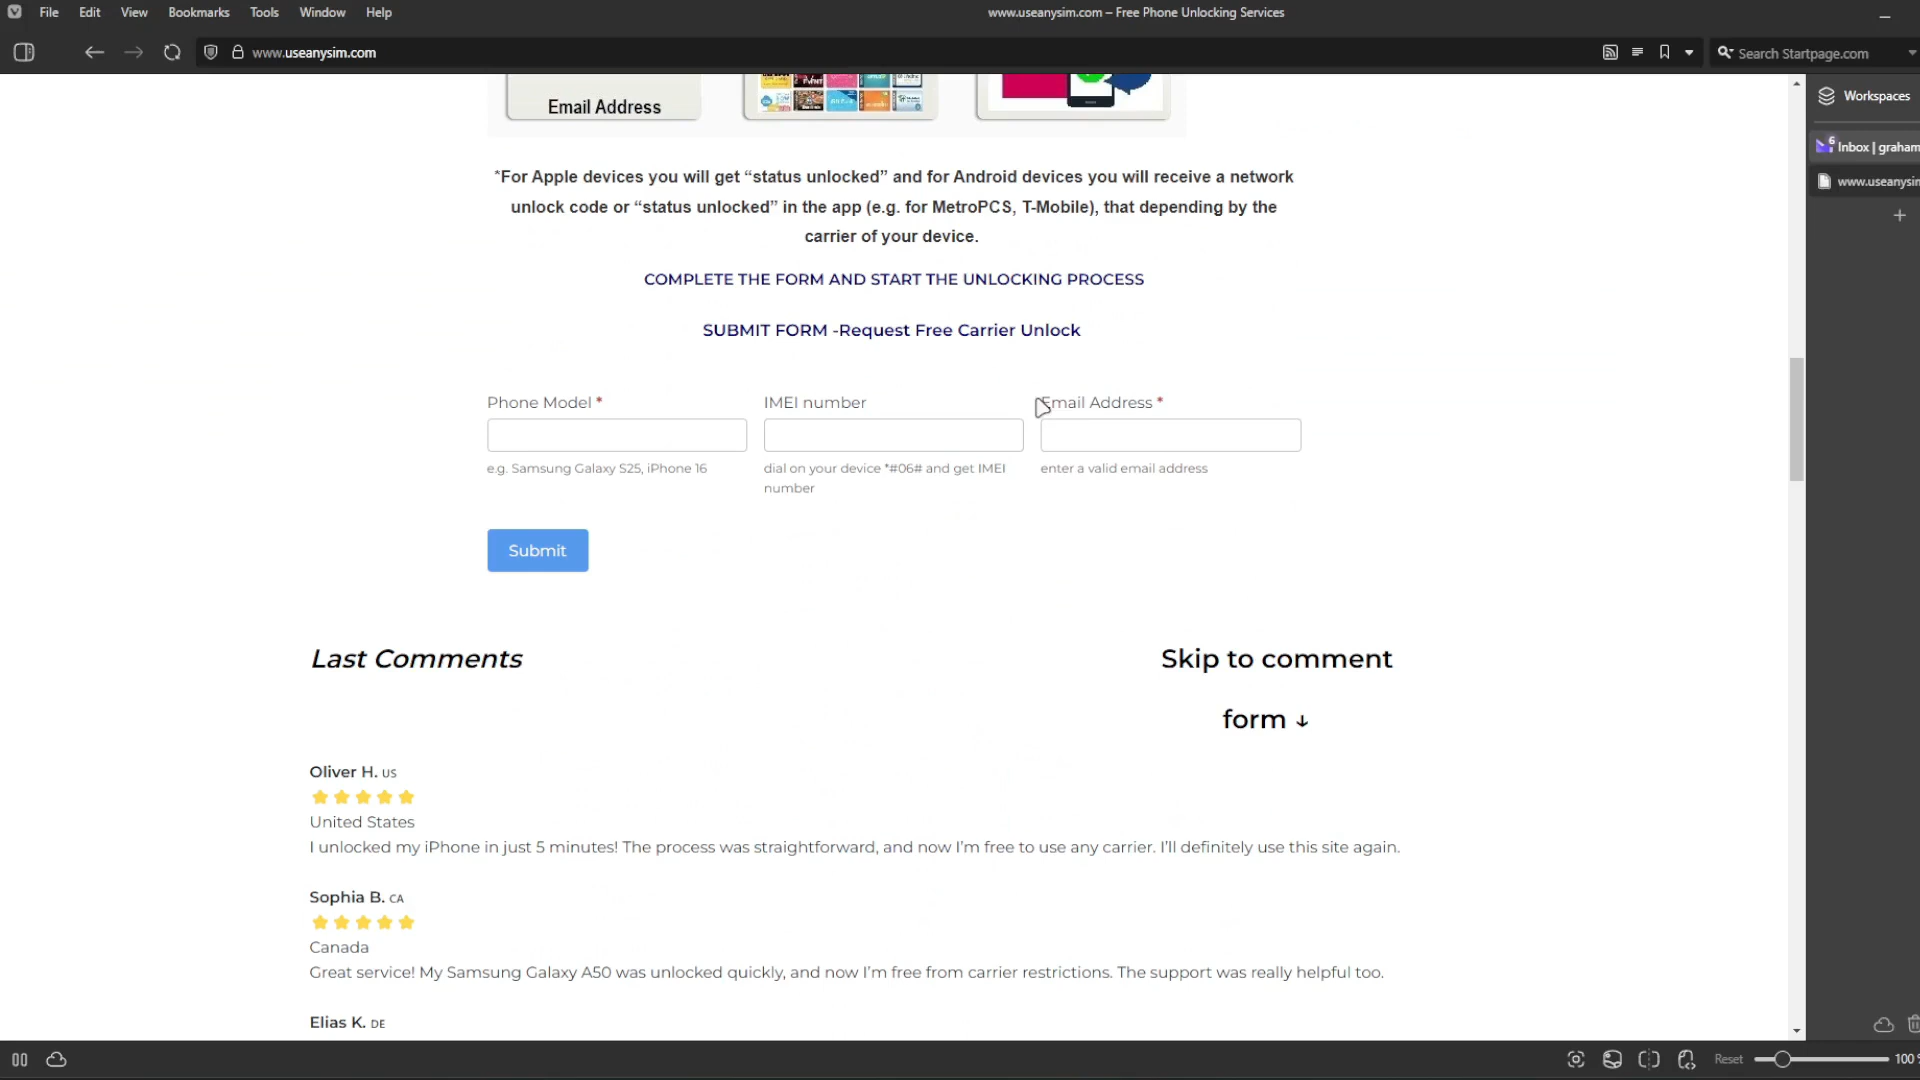 File Edit View Bookmarks Tools Window Help
www.useanysim.com – Free Phone Unlocking Services
www.useanysim.com
Search Startpage.com
Workspaces
6
Inbox | graham
www.useanysim
Email Address
*For Apple devices you will get “status unlocked” and for Android devices you will receive a network
unlock code or “status unlocked” in the app (e.g. for MetroPCS, T-Mobile), that depending by the
carrier of your device.
COMPLETE THE FORM AND START THE UNLOCKING PROCESS
SUBMIT FORM -Request Free Carrier Unlock
Phone Model * IMEI number Email Address *
e.g. Samsung Galaxy S25, iPhone 16 dial on your device *#06# and get IMEI enter a valid email address
number
Submit
Last Comments Skip to comment
form ↓
Oliver H. US
United States
I unlocked my iPhone in just 5 minutes! The process was straightforward, and now I’m free to use any carrier. I’ll definitely use this site again.
Sophia B. CA
Canada
Great service! My Samsung Galaxy A50 was unlocked quickly, and now I’m free from carrier restrictions. The support was really helpful too.
Elias K. DE
Reset 100 %